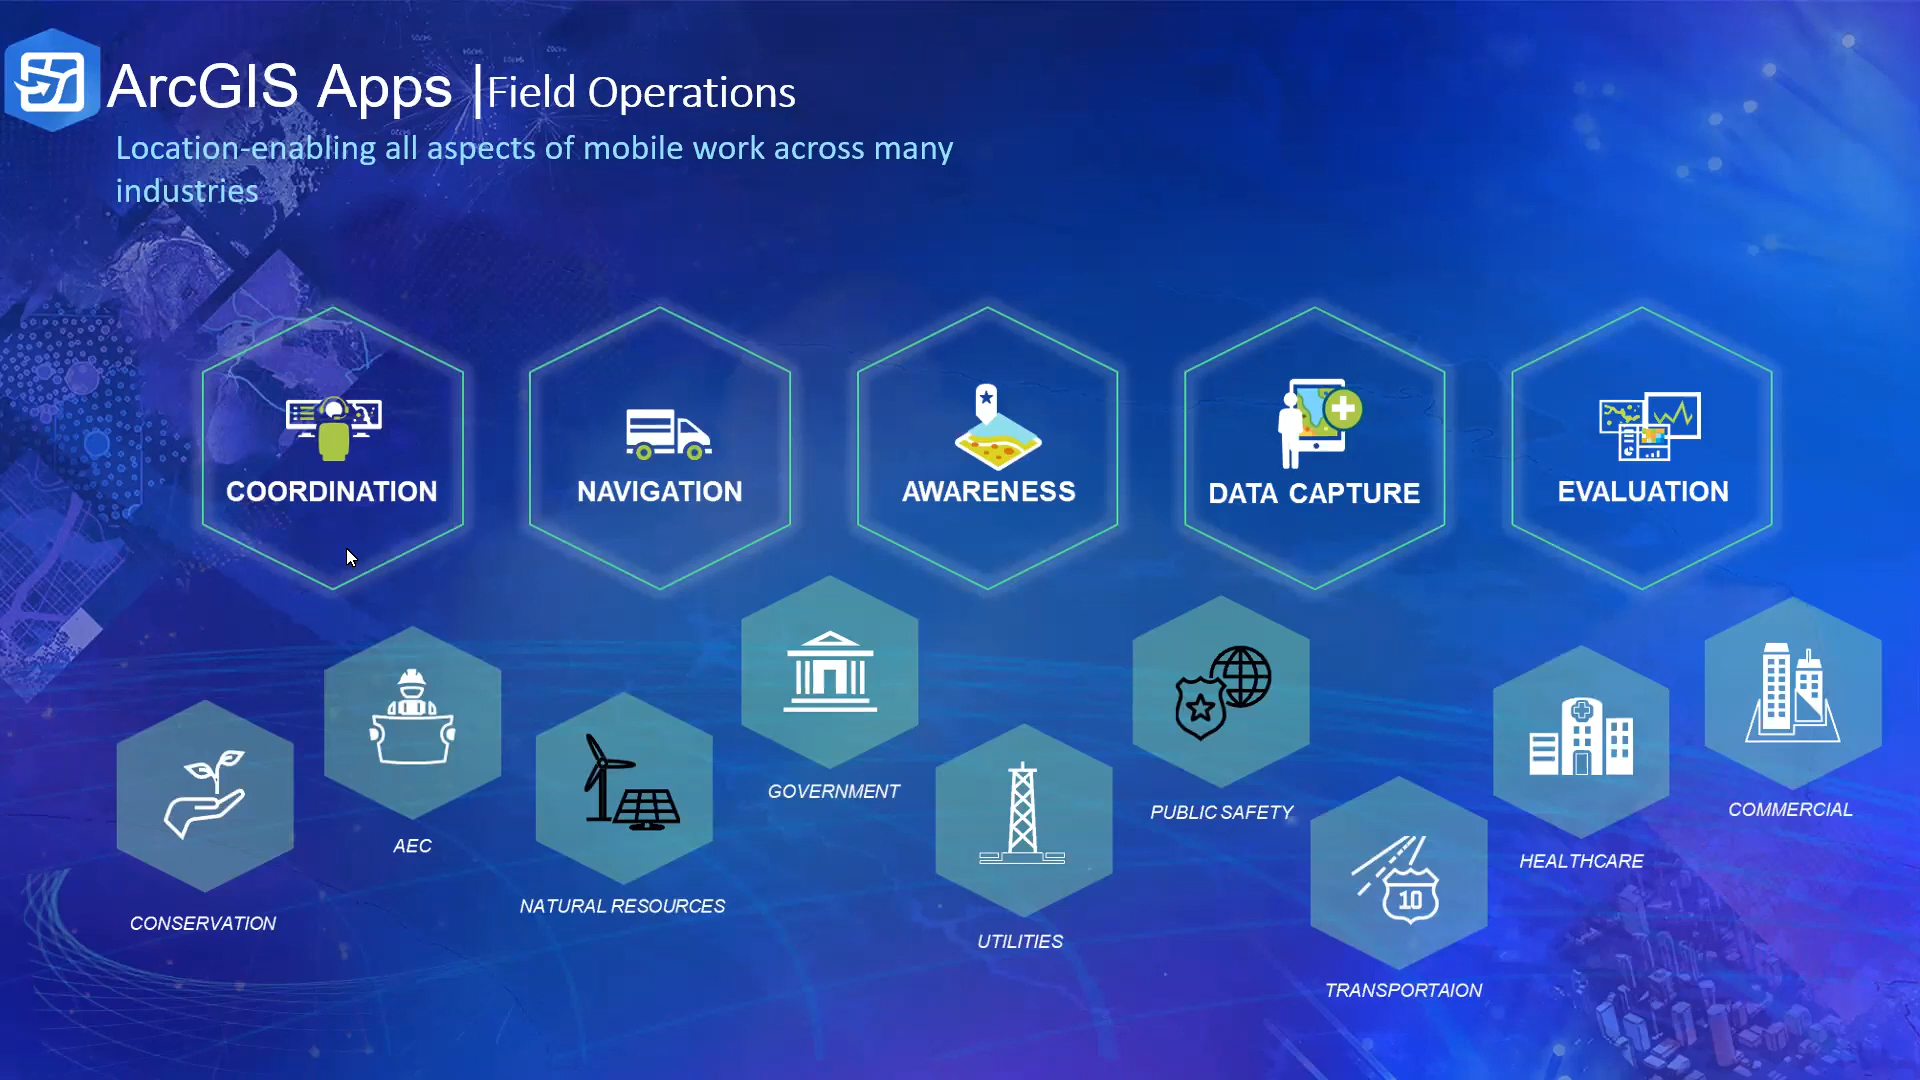 ArcGIS Apps |Field Operations
Location-enabling all aspects of mobile work across many
industries
COORDINATION
NAVIGATION
AWARENESS
DATA CAPTURE
EVALUATION
GOVERNMENT
PUBLIC SAFETY
COMMERCIAL
AEC
HEALTHCARE
10
NATURAL RESOURCES
CONSERVATION
UTILITIES
TRANSPORTAION